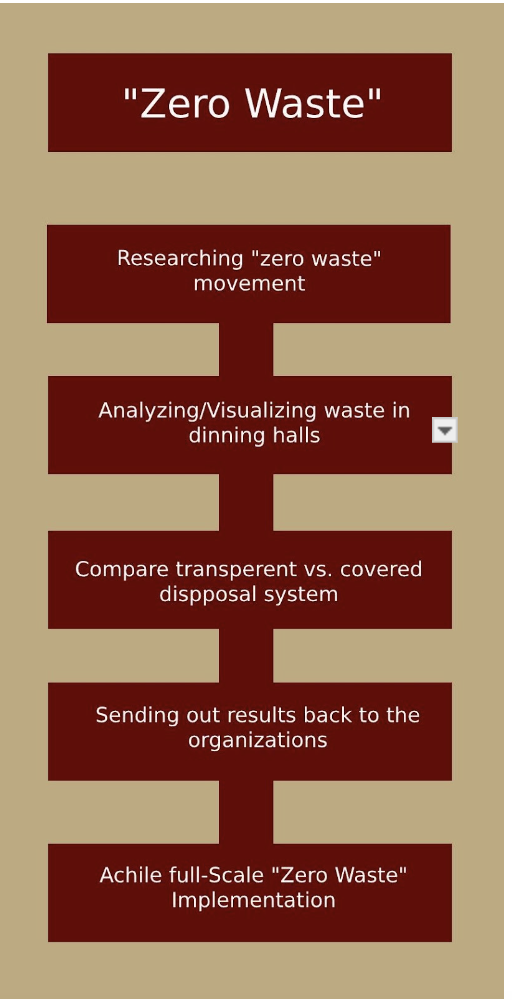 "Zero Waste"
Researching "zero waste"
movement
Analyzing/Visualizing waste in
dinning halls
Compare transperent vs. covered
dispposal system
Sending out results back to the
organizations
Achile full-Scale "Zero Waste"
Implementation